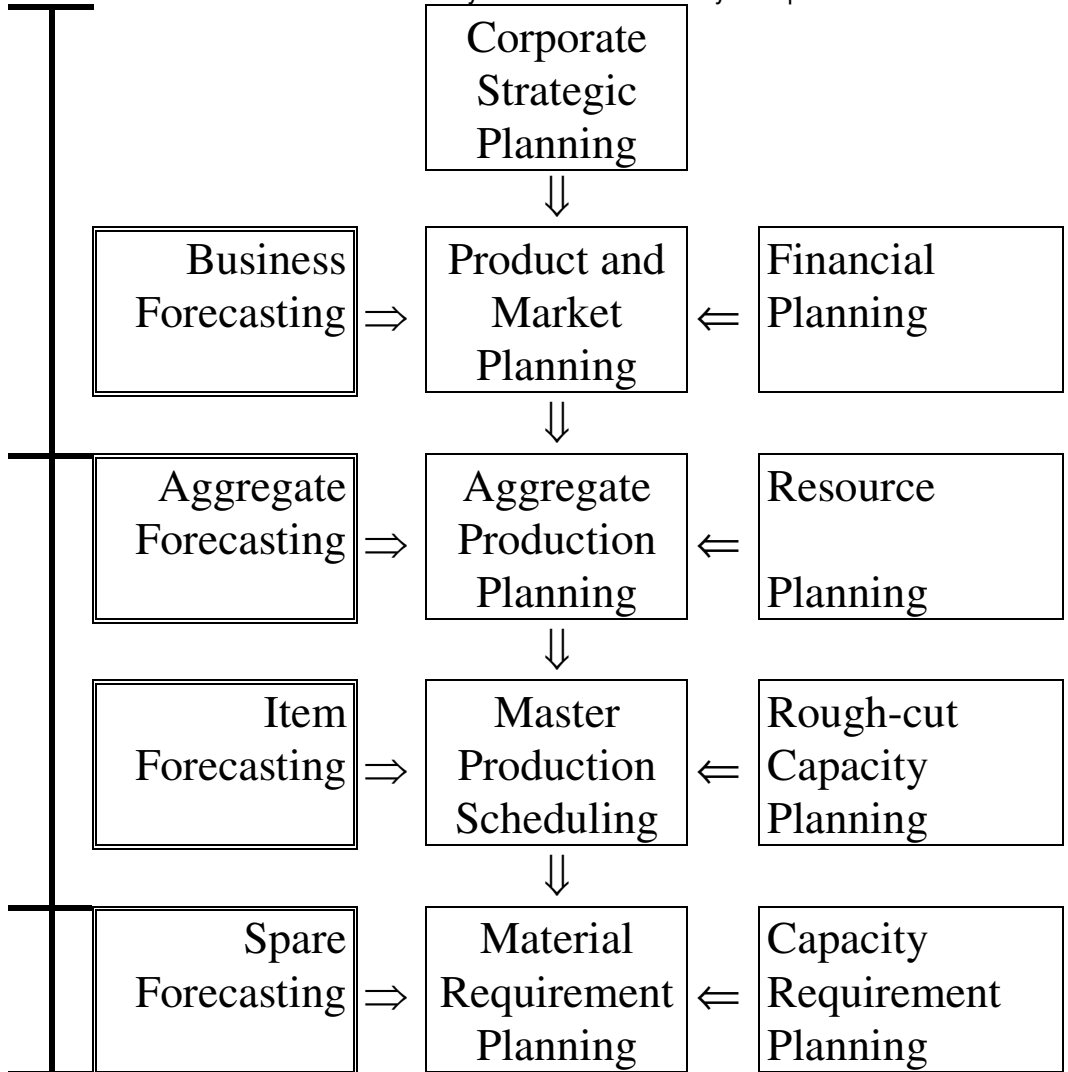 Corporate
Strategic
Planning
⇓
Business
Forecasting
⇒
Product and
Market
Planning
⇐
Financial
Planning
⇓
Aggregate
Forecasting
⇒
Aggregate
Production
Planning
⇐
Resource
Planning
⇓
Item
Forecasting
⇒
Master
Production
Scheduling
⇐
Rough-cut
Capacity
Planning
⇓
Spare
Forecasting
⇒
Material
Requirement
Planning
⇐
Capacity
Requirement
Planning